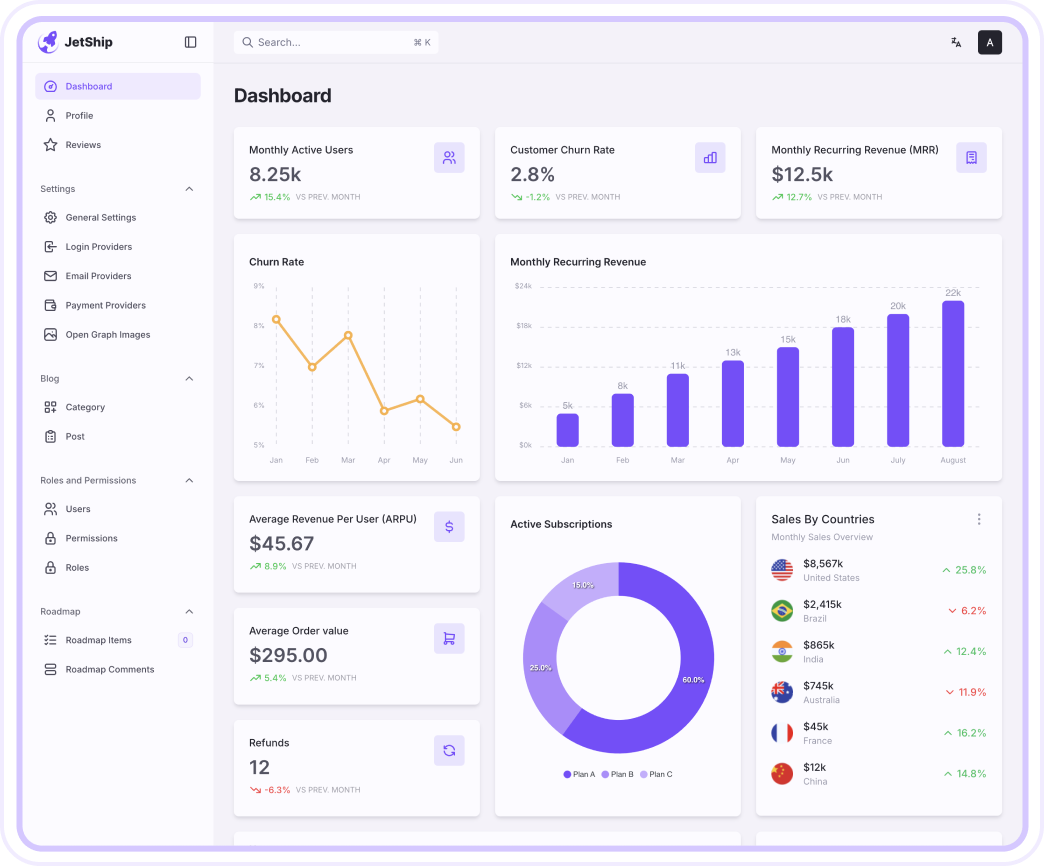 JetShip
Search...
⌘ K
A
Dashboard
Profile
Reviews
Settings
General Settings
Login Providers
Email Providers
Payment Providers
Open Graph Images
Blog
Category
Post
Roles and Permissions
Users
Permissions
Roles
Roadmap
Roadmap Items 0
Roadmap Comments
Dashboard
Monthly Active Users
8.25k
15.4% VS PREV. MONTH
Customer Churn Rate
2.8%
-1.2% VS PREV. MONTH
Monthly Recurring Revenue (MRR)
$12.5k
12.7% VS PREV. MONTH
Churn Rate
9%
8%
7%
6%
5%
Jan Feb Mar Apr May Jun
Monthly Recurring Revenue
$24k
$18k
$12k
$6k
$0k
5k 8k 11k 13k 15k 18k 20k 22k
Jan Feb Mar Apr May Jun July August
Average Revenue Per User (ARPU)
$45.67
8.9% VS PREV. MONTH
Average Order value
$295.00
5.4% VS PREV. MONTH
Refunds
12
-6.3% VS PREV. MONTH
Active Subscriptions
15.0%
25.0%
60.0%
Plan A Plan B Plan C
Sales By Countries
Monthly Sales Overview
$8,567k
United States
25.8%
$2,415k
Brazil
6.2%
$865k
India
12.4%
$745k
Australia
11.9%
$45k
France
16.2%
$12k
China
14.8%